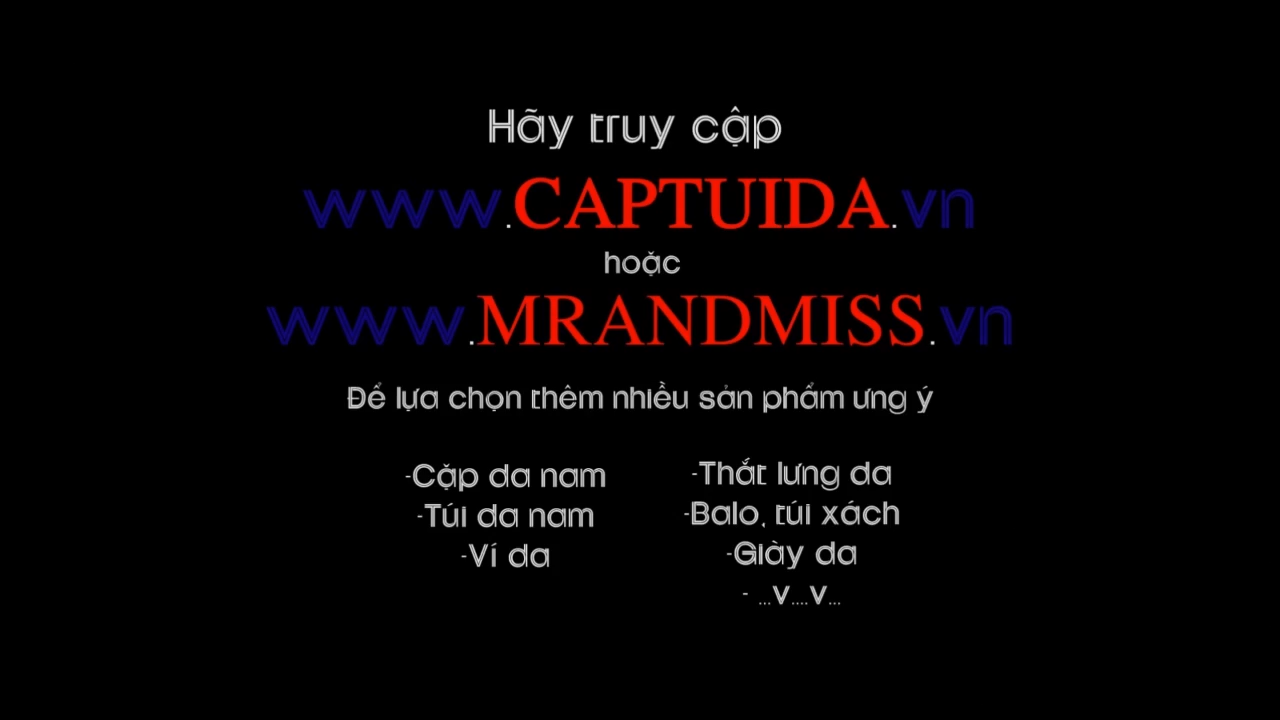 Hãy truy cập
www.CAPTUIDA.vn
hoặc
www.MRANDMISS.vn
Để lựa chọn thêm nhiều sản phẩm ưng ý
-Cặp da nam
-Túi da nam
-Ví da
-Thắt lưng da
-Balo, túi xách
-Giày da
- ...v....v...